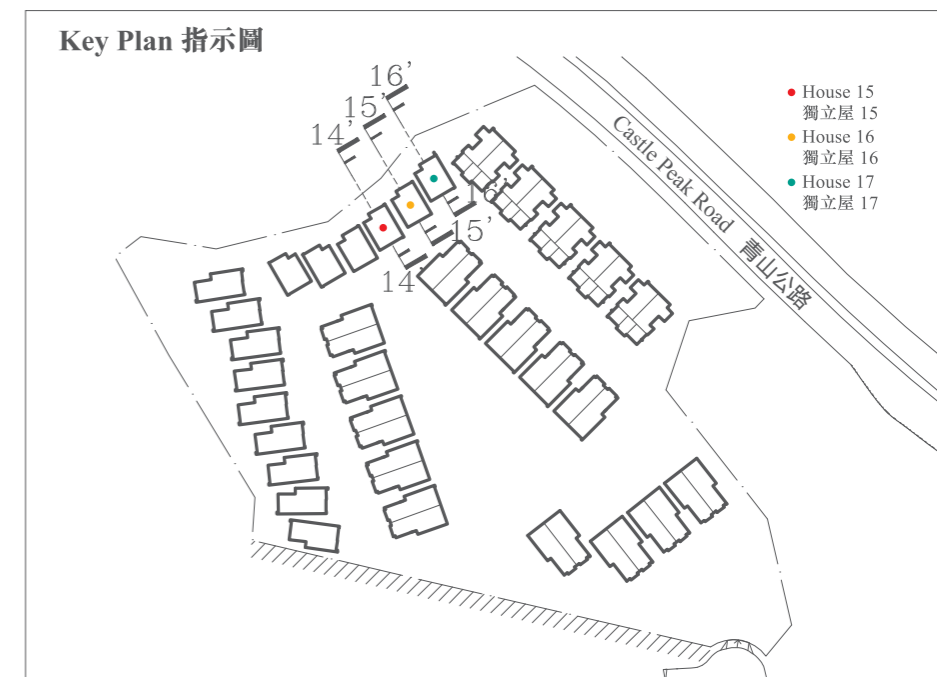 Key Plan 指示圖
16'
15'
14'
House 15
獨立屋 15
House 16
獨立屋 16
House 17
獨立屋 17
Castle Peak Road 青山公路
16'
15'
14